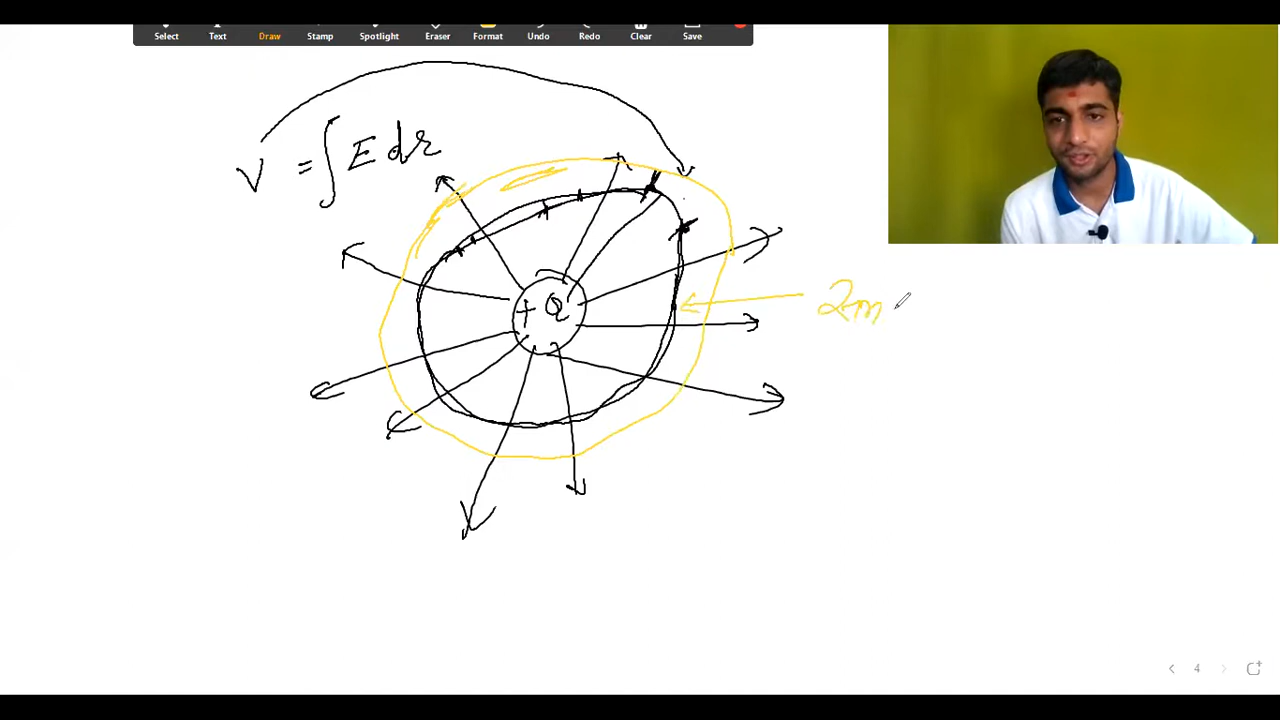 Select Text Draw Stamp Spotlight Eraser Format Undo Redo Clear Save
V = ∫ E dr
+ Q
2m
4